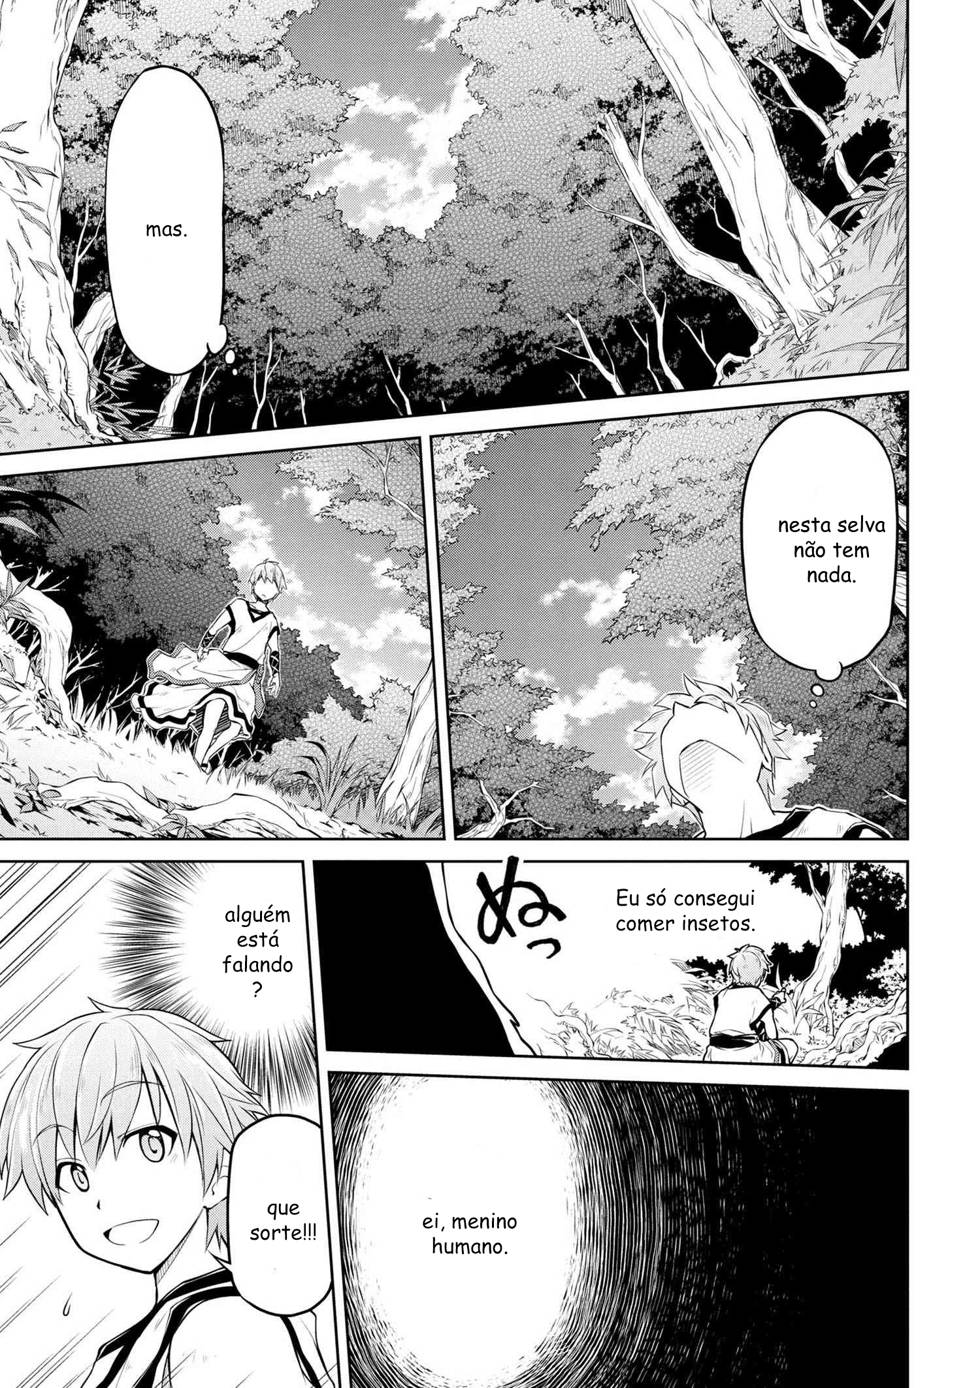 mas.
nesta selva
não tem
nada.
Eu só consegui
comer insetos.
ぬっ
ei, menino
humano.
alguém
está
falando
?
que
sorte!!!